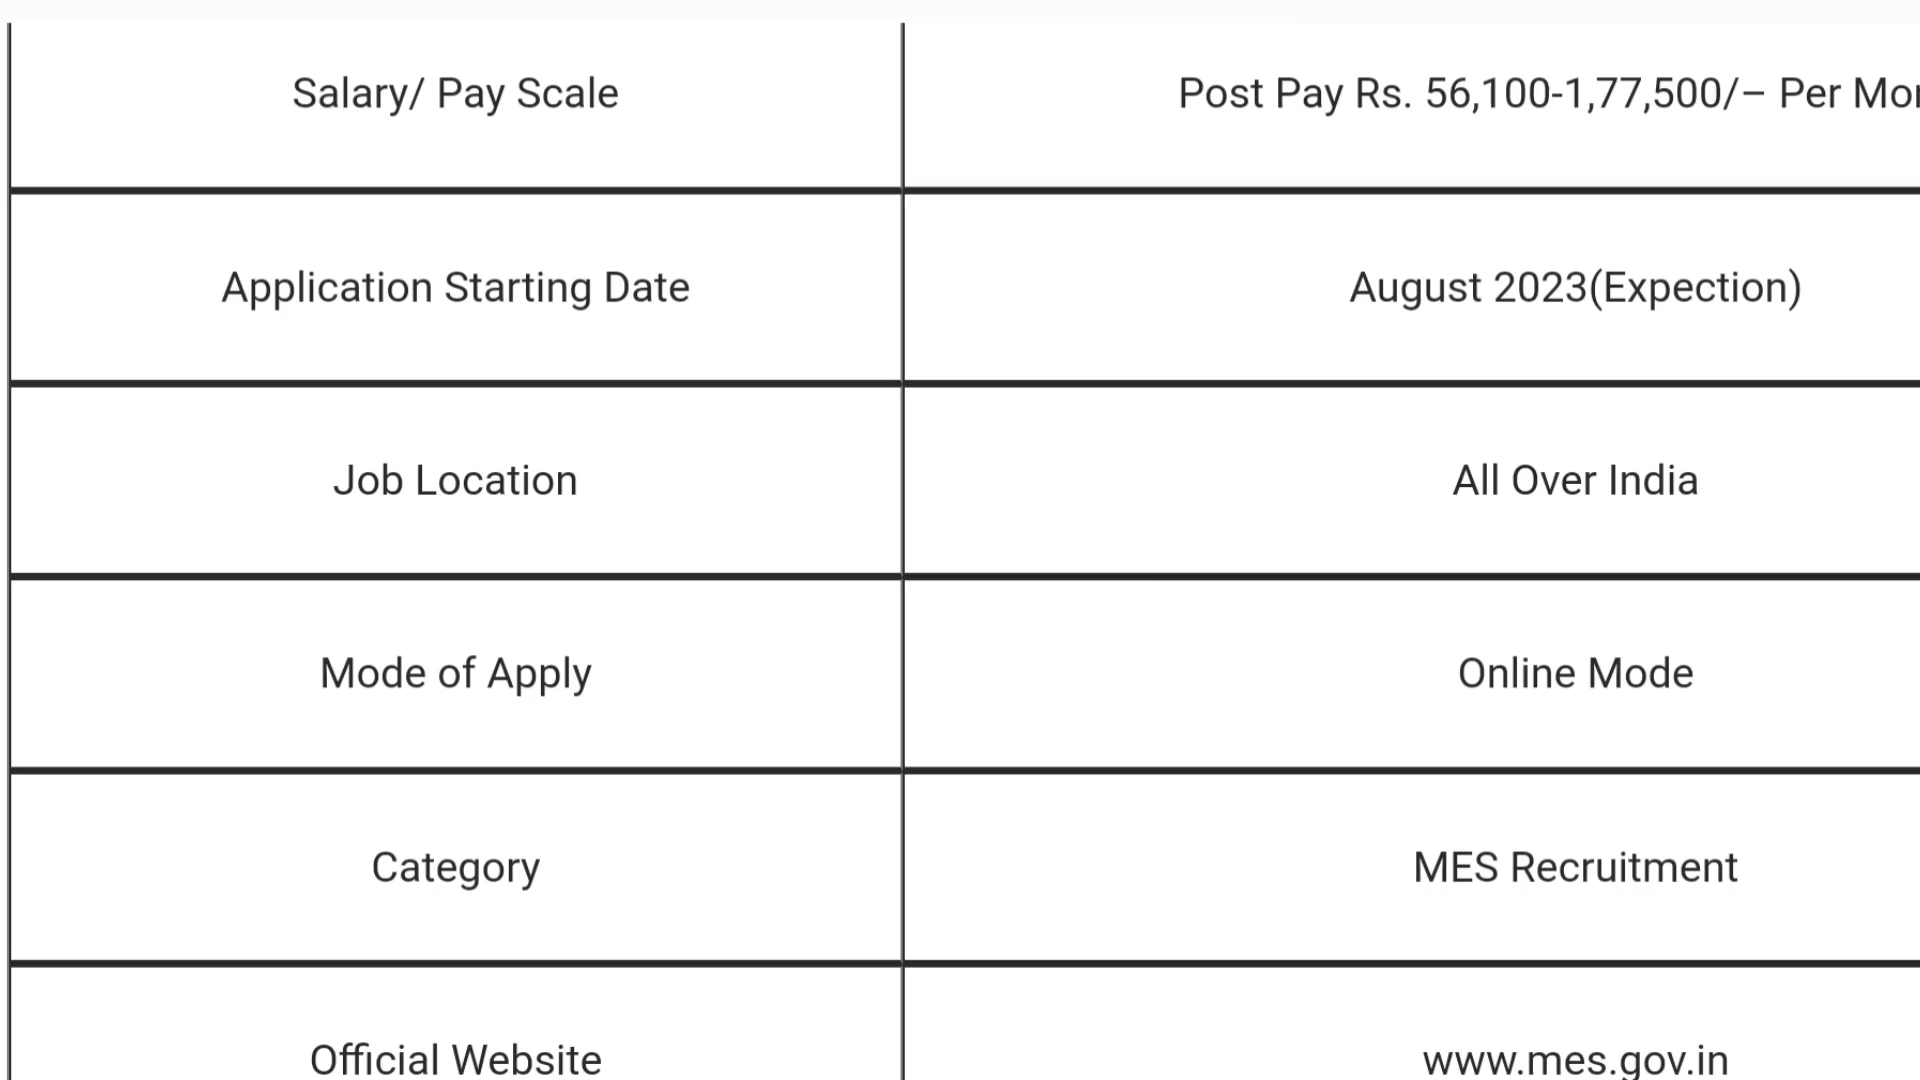 Salary/ Pay Scale
Post Pay Rs. 56,100-1,77,500/– Per
Application Starting Date
August 2023(Expection)
Job Location
All Over India
Mode of Apply
Online Mode
Category
MES Recruitment
Official Website
www.mes.gov.in